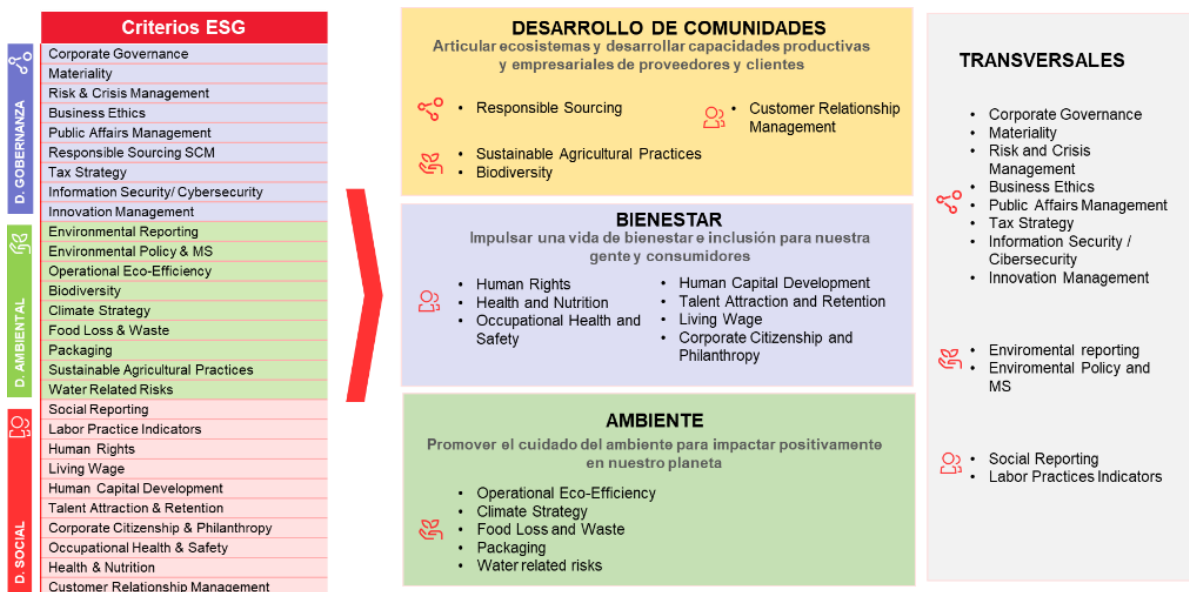 Criterios ESG
D. GOBERNANZA
Corporate Governance
Materiality
Risk & Crisis Management
Business Ethics
Public Affairs Management
Responsible Sourcing SCM
Tax Strategy
Information Security/ Cybersecurity
Innovation Management
D. AMBIENTAL
Environmental Reporting
Environmental Policy & MS
Operational Eco-Efficiency
Biodiversity
Climate Strategy
Food Loss & Waste
Packaging
Sustainable Agricultural Practices
Water Related Risks
D. SOCIAL
Social Reporting
Labor Practice Indicators
Human Rights
Living Wage
Human Capital Development
Talent Attraction & Retention
Corporate Citizenship & Philanthropy
Occupational Health & Safety
Health & Nutrition
Customer Relationship Management
DESARROLLO DE COMUNIDADES
Articular ecosistemas y desarrollar capacidades productivas
y empresariales de proveedores y clientes
• Responsible Sourcing
• Customer Relationship
Management
• Sustainable Agricultural Practices
• Biodiversity
BIENESTAR
Impulsar una vida de bienestar e inclusión para nuestra
gente y consumidores
• Human Rights
• Health and Nutrition
• Occupational Health and
Safety
• Human Capital Development
• Talent Attraction and Retention
• Living Wage
• Corporate Citizenship and
Philanthropy
AMBIENTE
Promover el cuidado del ambiente para impactar positivamente
en nuestro planeta
• Operational Eco-Efficiency
• Climate Strategy
• Food Loss and Waste
• Packaging
• Water related risks
TRANSVERSALES
• Corporate Governance
• Materiality
• Risk and Crisis
Management
• Business Ethics
• Public Affairs Management
• Tax Strategy
• Information Security /
Cibersecurity
• Innovation Management
• Enviromental reporting
• Enviromental Policy and
MS
• Social Reporting
• Labor Practices Indicators